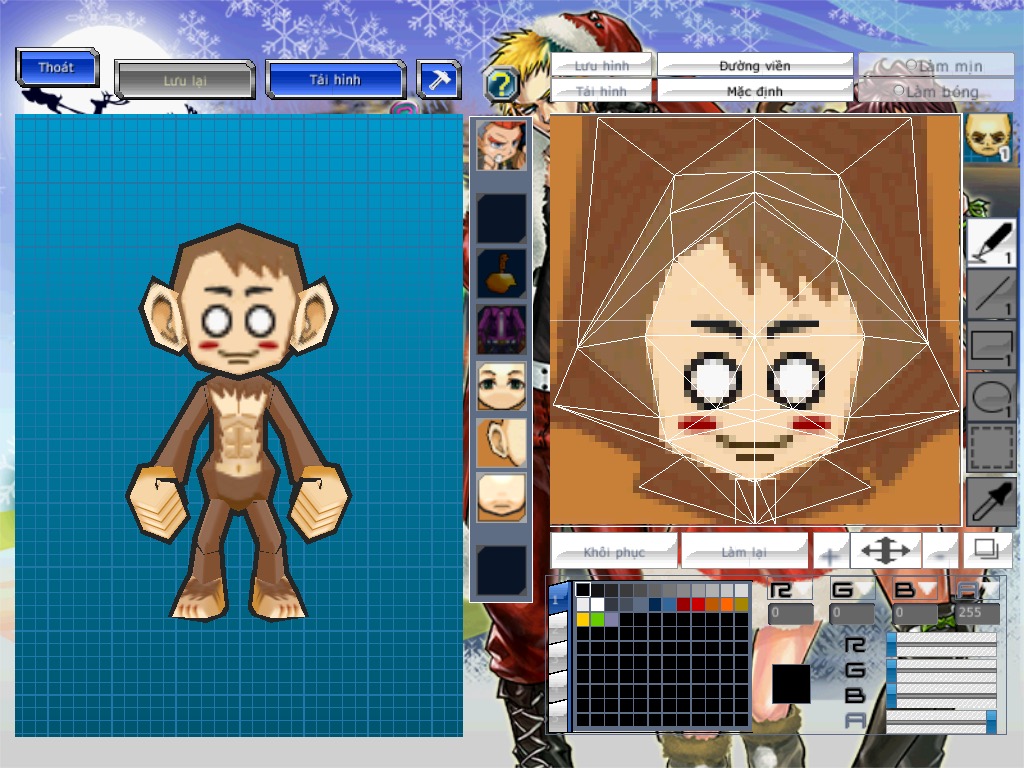 Thoát
Lưu lại
Tải hình
?
Lưu hình
Đường viền
Làm mịn
Tải hình
Mặc định
Làm bóng
1
1
1
1
1
Khôi phục
Làm lại
+
-
1
R
G
B
A
0
0
0
255
R
G
B
A